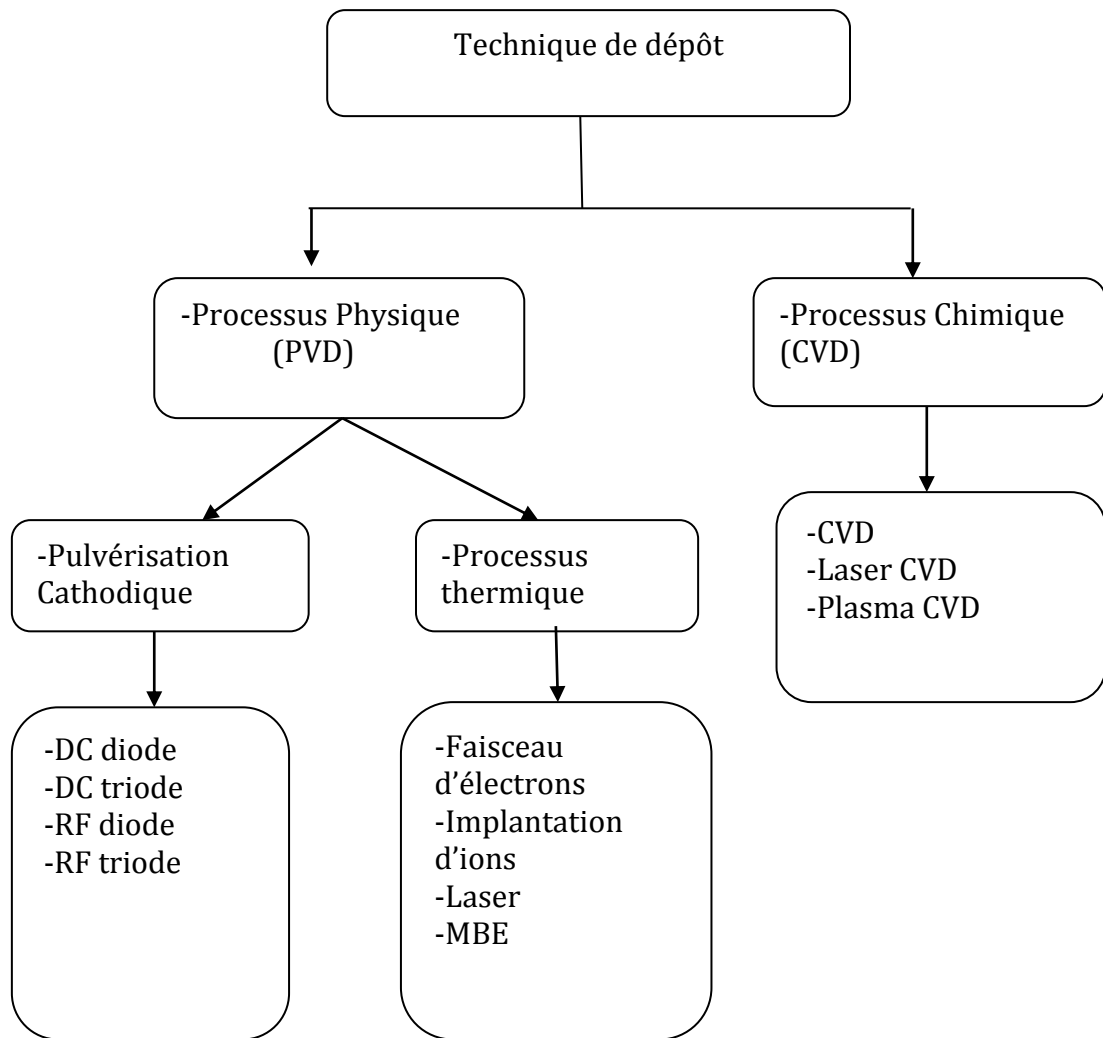 Technique de dépôt
-Processus Physique
(PVD)
-Processus Chimique
(CVD)
-Pulvérisation
Cathodique
-Processus
thermique
-CVD
-Laser CVD
-Plasma CVD
-DC diode
-DC triode
-RF diode
-RF triode
-Faisceau
d’électrons
-Implantation
d’ions
-Laser
-MBE